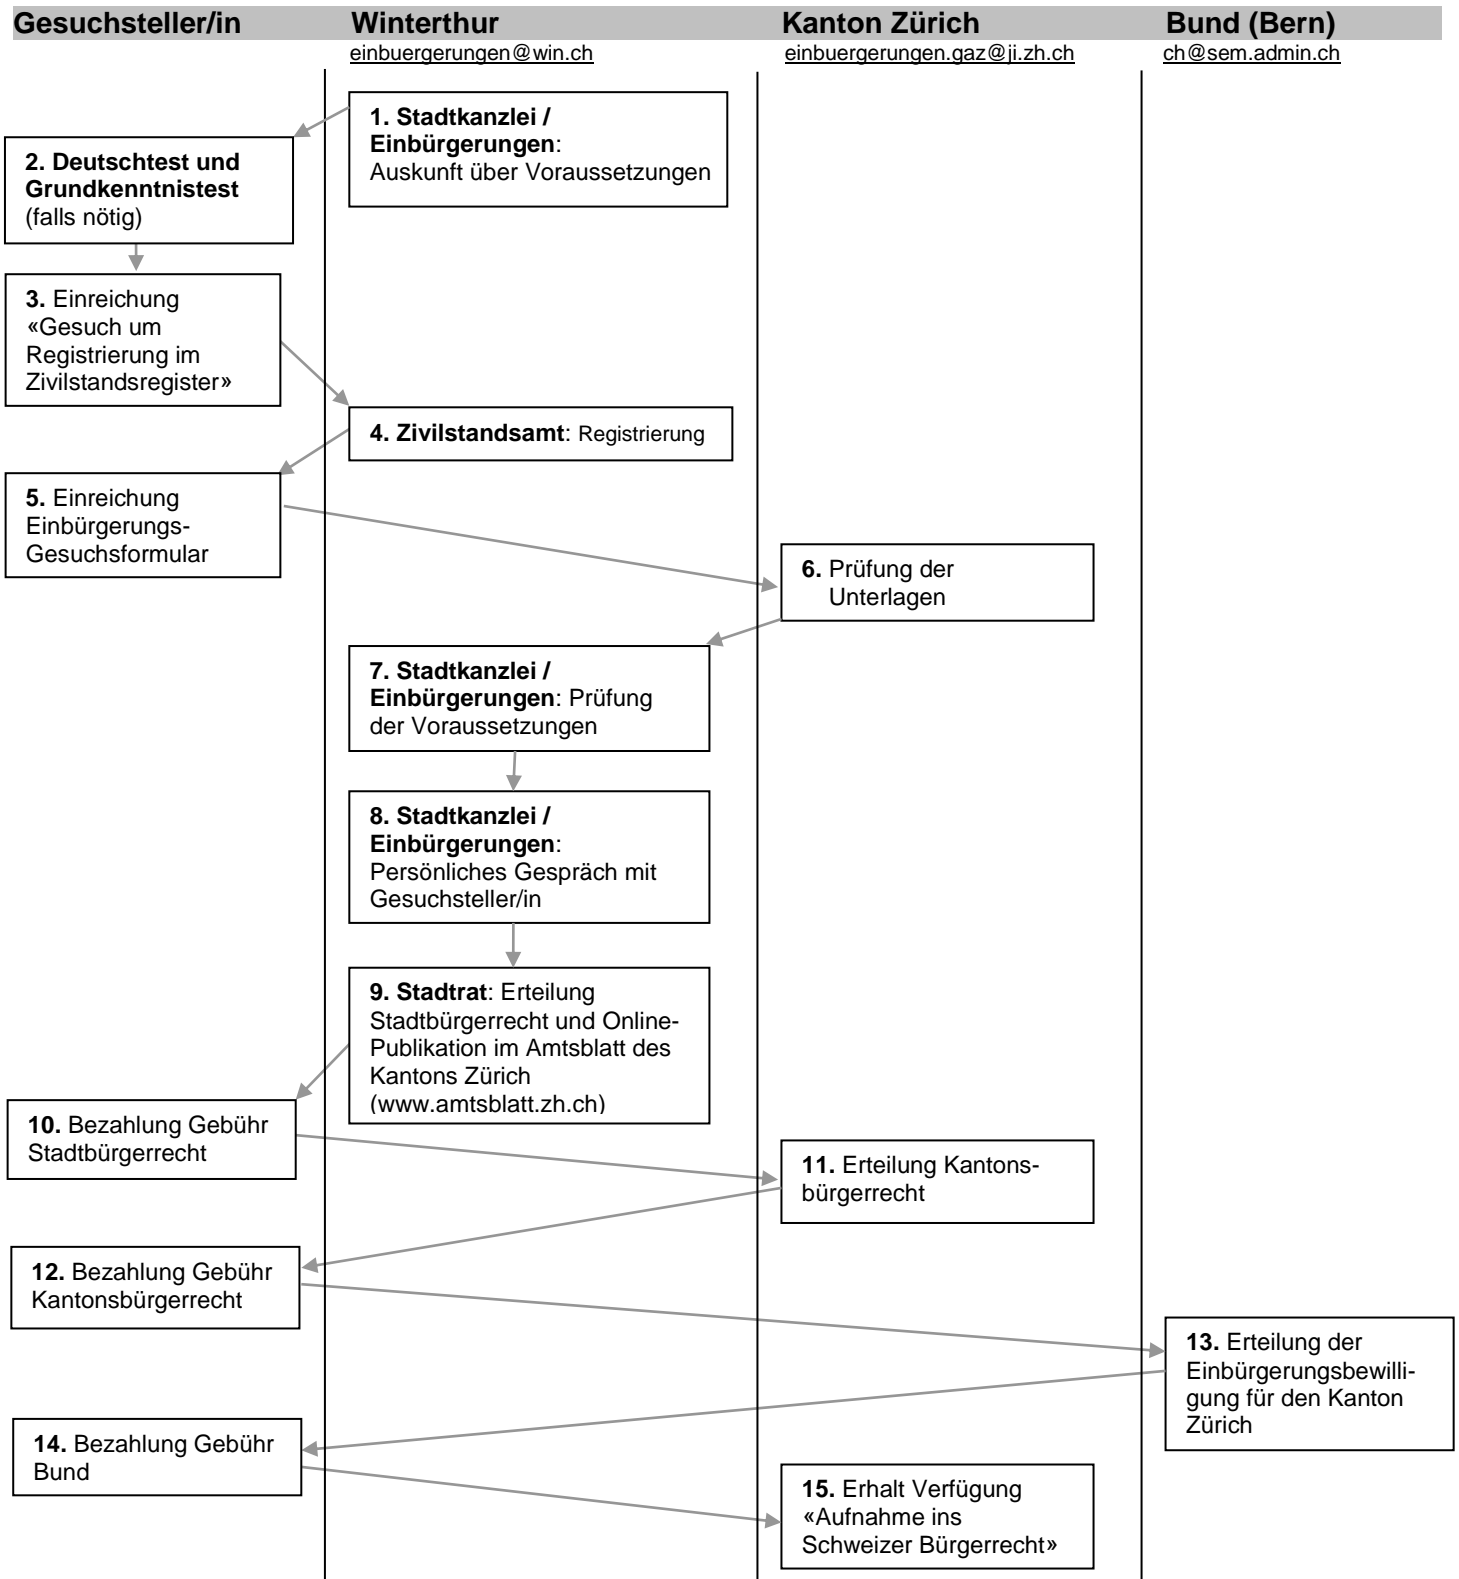 Gesuchsteller/in Winterthur Kanton Zürich Bund (Bern)
einbuergerungen@win.ch einbuergerungen.gaz@ji.zh.ch ch@sem.admin.ch
1. Stadtkanzlei /
Einbürgerungen:
Auskunft über Voraussetzungen
2. Deutschtest und
Grundkenntnistest
(falls nötig)
3. Einreichung
«Gesuch um
Registrierung im
Zivilstandsregister»
4. Zivilstandsamt: Registrierung
5. Einreichung
Einbürgerungs-
Gesuchsformular
6. Prüfung der
Unterlagen
7. Stadtkanzlei /
Einbürgerungen: Prüfung
der Voraussetzungen
8. Stadtkanzlei /
Einbürgerungen:
Persönliches Gespräch mit
Gesuchsteller/in
9. Stadtrat: Erteilung
Stadtbürgerrecht und Online-
Publikation im Amtsblatt des
Kantons Zürich
(www.amtsblatt.zh.ch)
10. Bezahlung Gebühr
Stadtbürgerrecht
11. Erteilung Kantons-
bürgerrecht
12. Bezahlung Gebühr
Kantonsbürgerrecht
13. Erteilung der
Einbürgerungsbewilli-
gung für den Kanton
Zürich
14. Bezahlung Gebühr
Bund
15. Erhalt Verfügung
«Aufnahme ins
Schweizer Bürgerrecht»